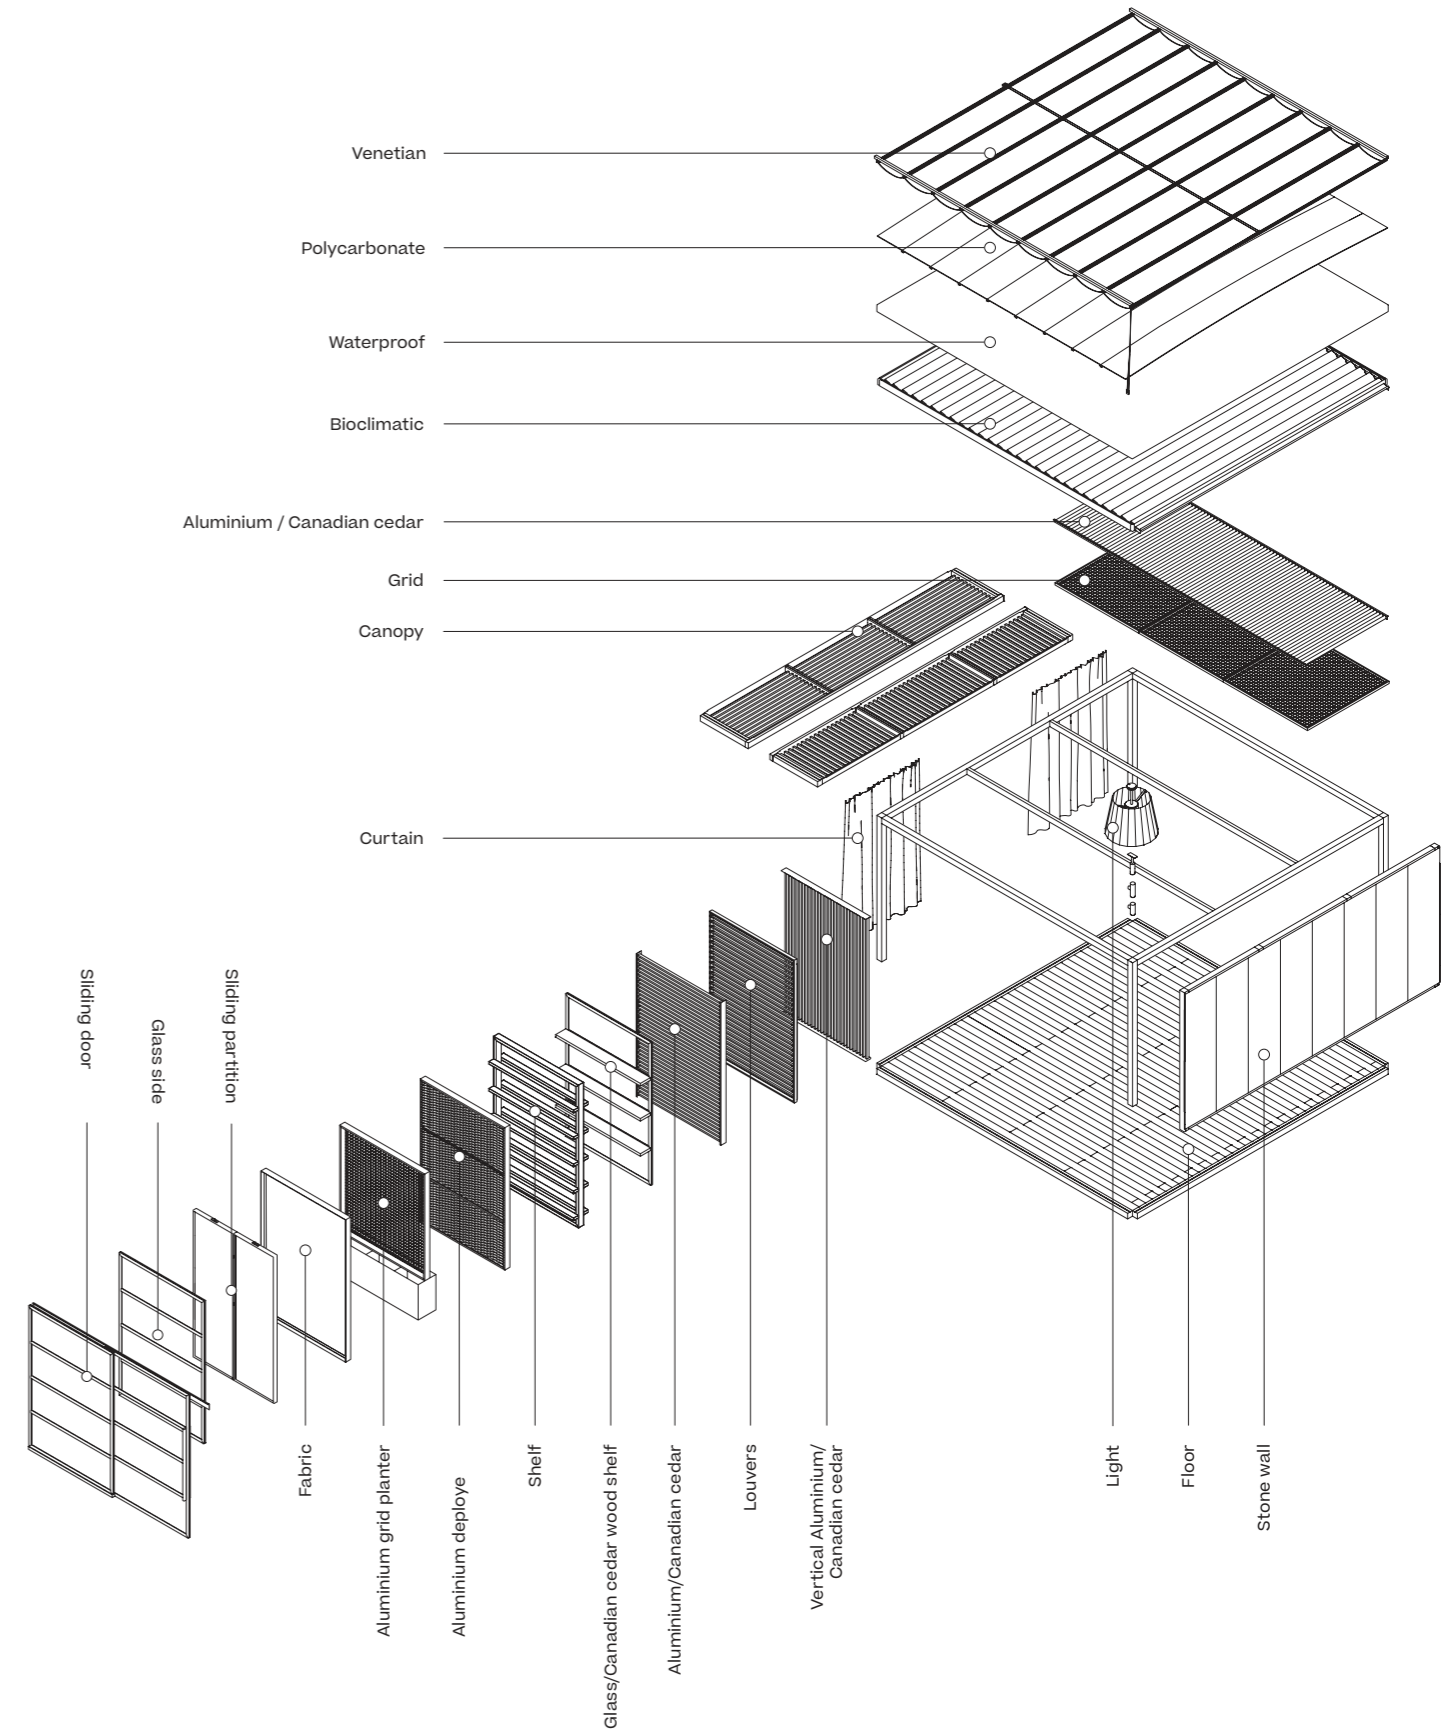 Venetian
Polycarbonate
Waterproof
Bioclimatic
Aluminium / Canadian cedar
Grid
Canopy
Curtain
Sliding door
Glass side
Sliding partition
Fabric
Aluminium grid planter
Aluminium deploye
Shelf
Glass/Canadian cedar wood shelf
Aluminium/Canadian cedar
Louvers
Vertical Aluminium/
Canadian cedar
Light
Floor
Stone wall